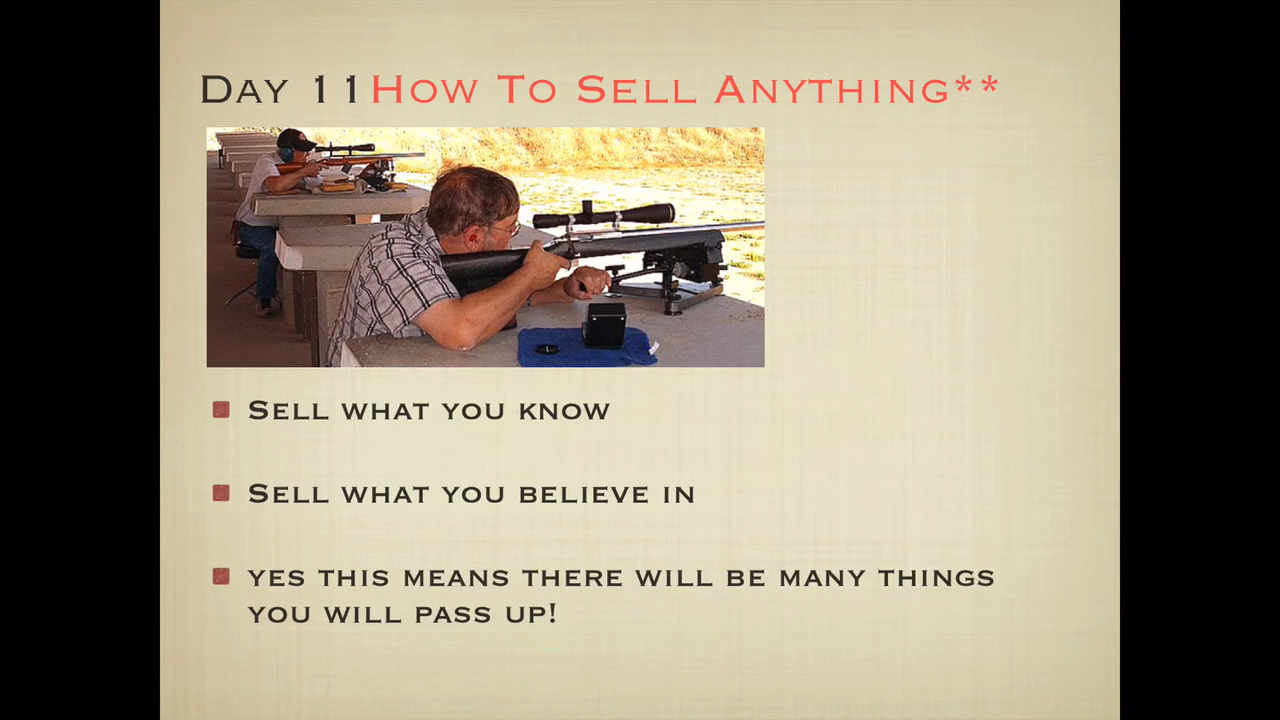 Day 11 How To Sell Anything**
Sell what you know
Sell what you believe in
yes this means there will be many things
you will pass up!